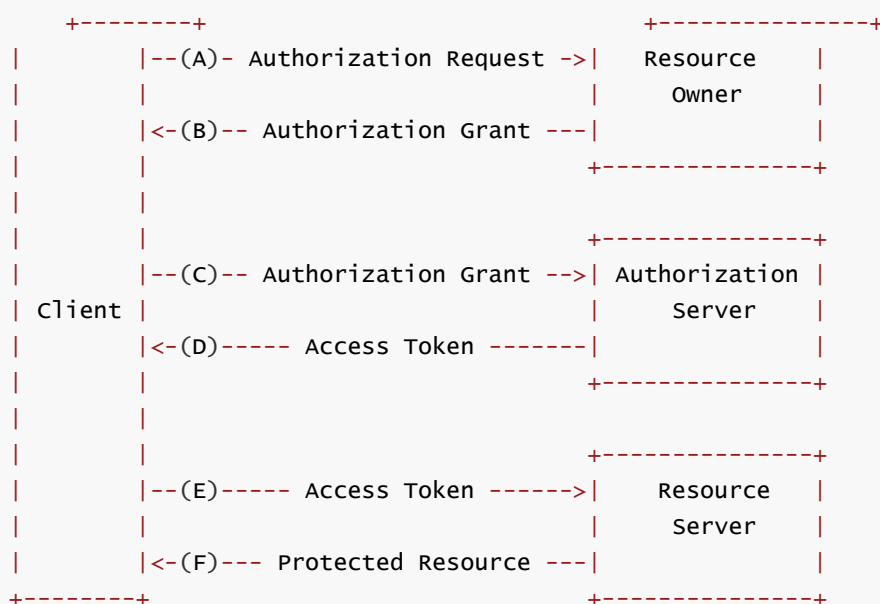 +--------+                               +---------------+
|        |--(A)- Authorization Request ->|   Resource    |
|        |                               |     Owner     |
|        |<-(B)-- Authorization Grant ---|               |
|        |                               +---------------+
|        |
|        |                               +---------------+
|        |--(C)-- Authorization Grant -->| Authorization |
| Client |                               |     Server    |
|        |<-(D)----- Access Token -------|               |
|        |                               +---------------+
|        |
|        |                               +---------------+
|        |--(E)----- Access Token ------>|    Resource   |
|        |                               |     Server    |
|        |<-(F)--- Protected Resource ---|               |
+--------+                               +---------------+